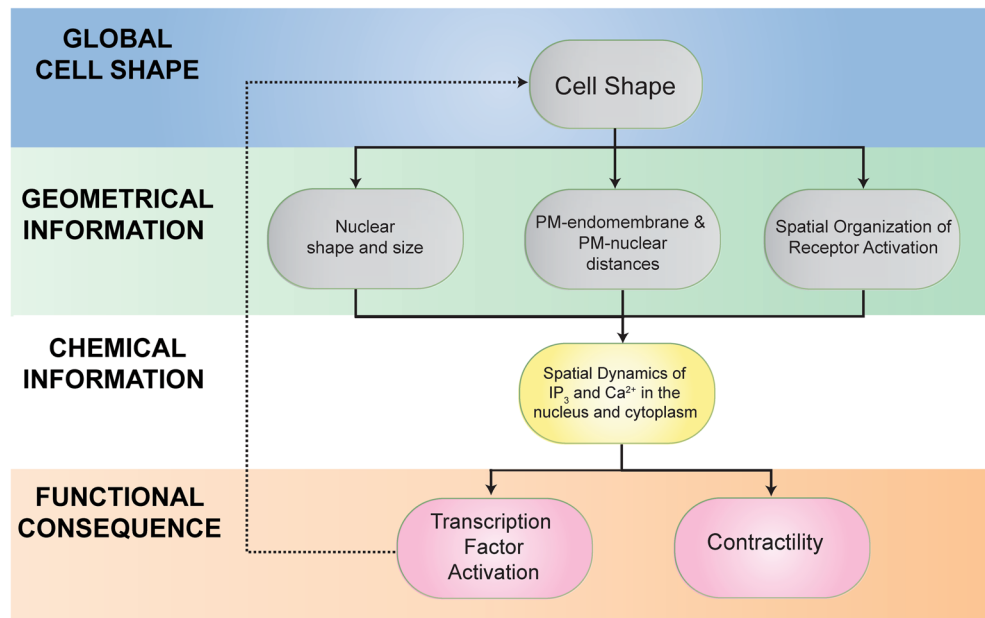 GLOBAL
CELL SHAPE
Cell Shape
GEOMETRICAL
INFORMATION
Nuclear
shape and size
PM-endomembrane &
PM-nuclear
distances
Spatial Organization of
Receptor Activation
CHEMICAL
INFORMATION
Spatial Dynamics of
IP₃ and Ca²⁺ in the
nucleus and cytoplasm
FUNCTIONAL
CONSEQUENCE
Transcription
Factor
Activation
Contractility